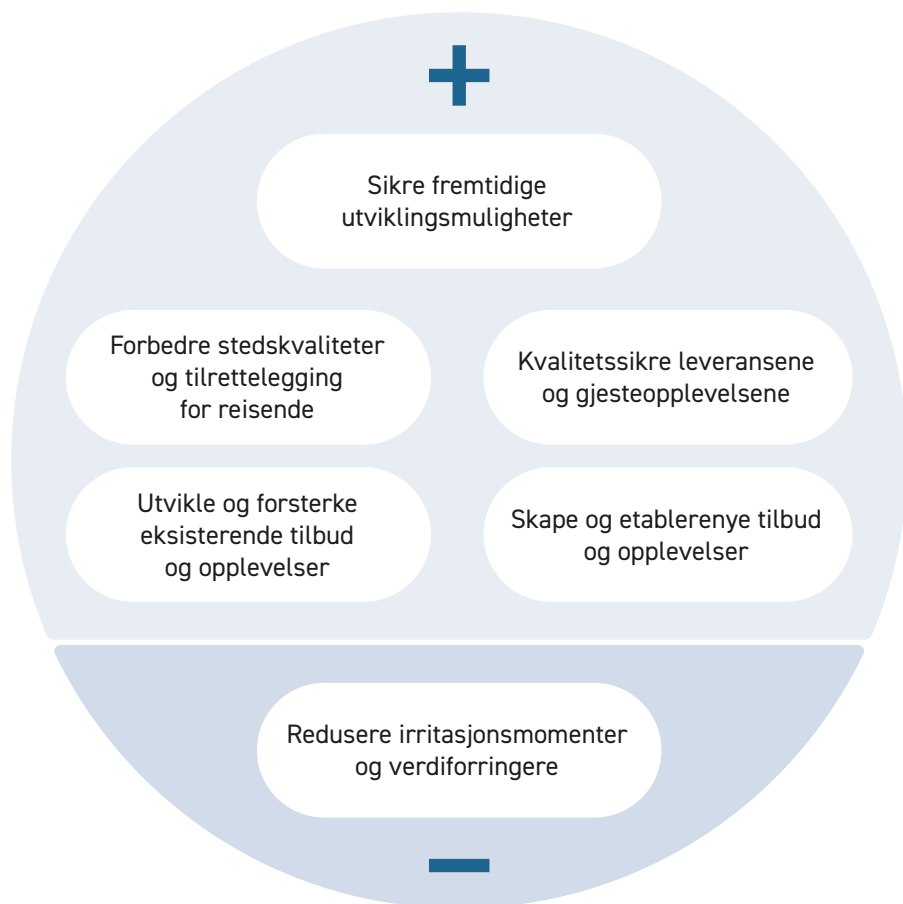 +
Sikre fremtidige
utviklingsmuligheter
Forbedre stedskvaliteter
og tilrettelegging
for reisende
Kvalitetssikre leveransene
og gjesteopplevelsene
Utvikle og forsterke
eksisterende tilbud
og opplevelser
Skape og etablerenye tilbud
og opplevelser
Redusere irritasjonsmomenter
og verdiforringere
−